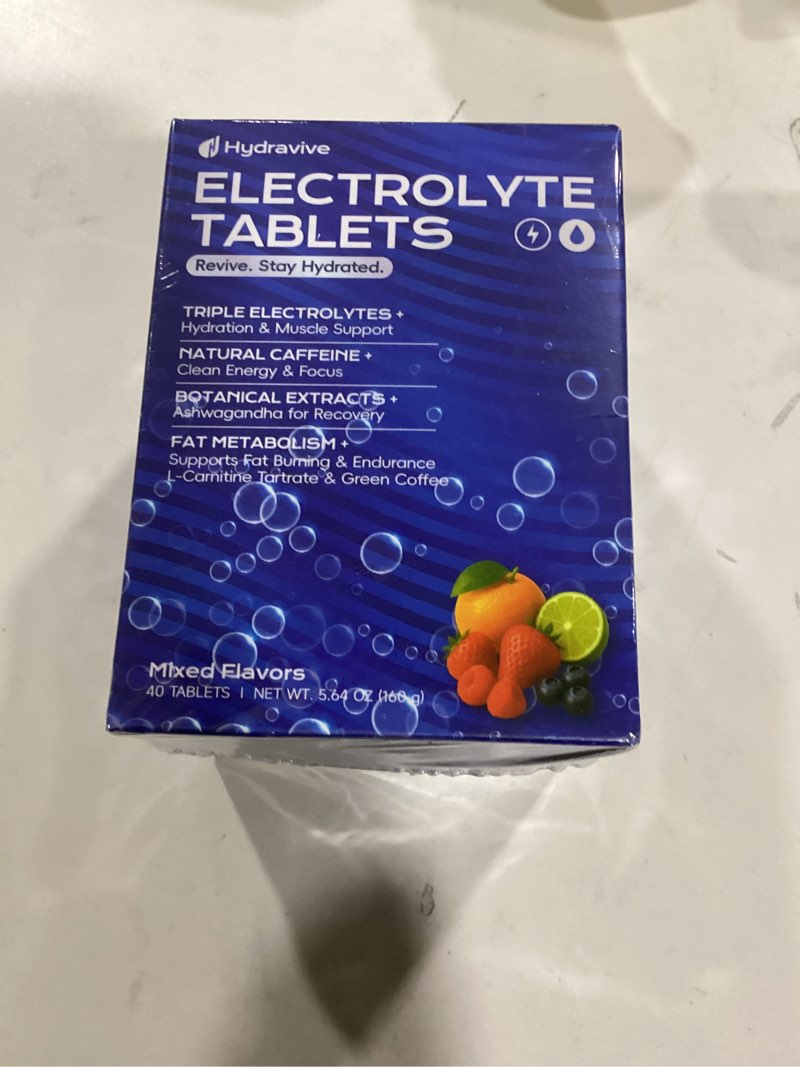 Hydravive
ELECTROLYTE
TABLETS
Revive. Stay Hydrated.
TRIPLE ELECTROLYTES +
Hydration & Muscle Support
NATURAL CAFFEINE +
Clean Energy & Focus
BOTANICAL EXTRACTS +
Ashwagandha for Recovery
FAT METABOLISM +
Supports Fat Burning & Endurance
L-Carnitine Tartrate & Green Coffee
Mixed Flavors
40 TABLETS | NET WT. 5.64 OZ (160 g)